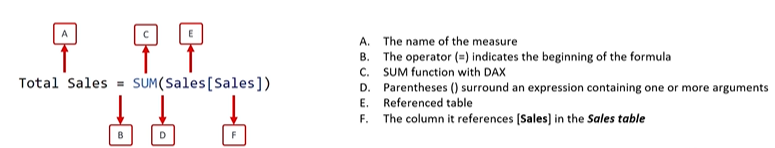 A C E
Total Sales = SUM(Sales[Sales])
B D F
A. The name of the measure
B. The operator (=) indicates the beginning of the formula
C. SUM function with DAX
D. Parentheses () surround an expression containing one or more arguments
E. Referenced table
F. The column it references [Sales] in the Sales table